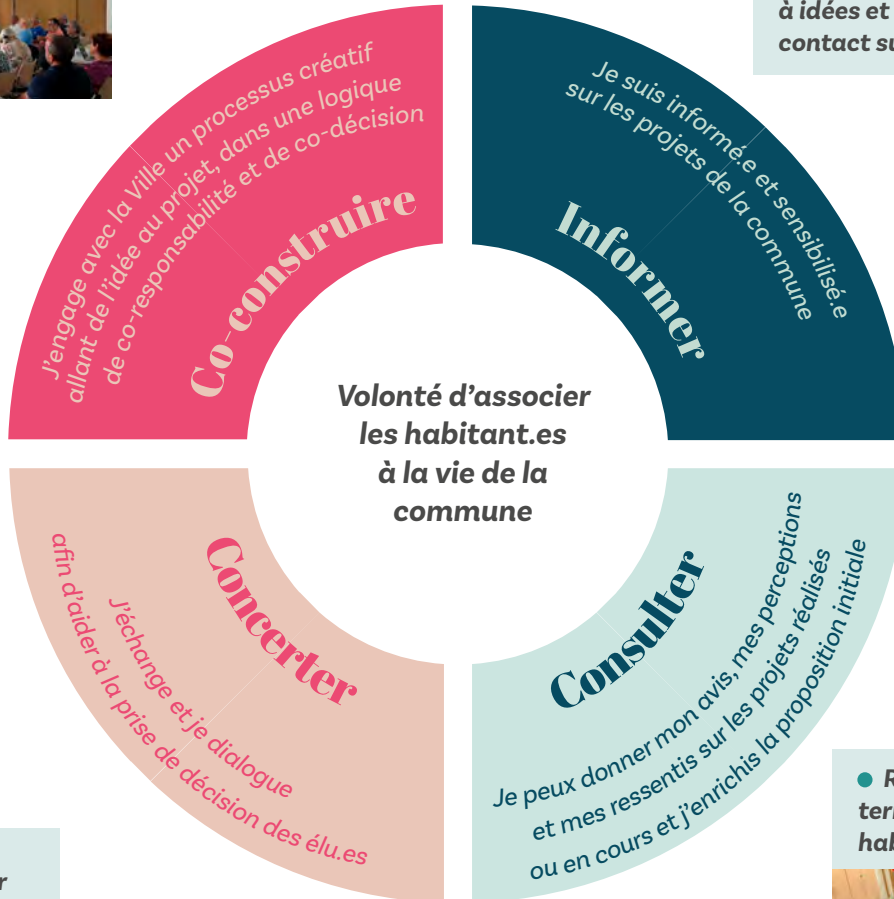 à idées et
contact su
J'engage avec la Ville un processus créatif
allant de l'idée au projet, dans une logique
de co-responsabilité et de co-décision
Co-construire
Je suis informé.e et sensibilisé.e
sur les projets de la commune
Informer
Volonté d'associer
les habitant.es
à la vie de la
commune
Concerter
J'échange et je dialogue
afin d'aider à la prise de décision des élu.es
Consulter
Je peux donner mon avis, mes perceptions
et mes ressentis sur les projets réalisés
ou en cours et j'enrichis la proposition initiale
R
ter
hab
r